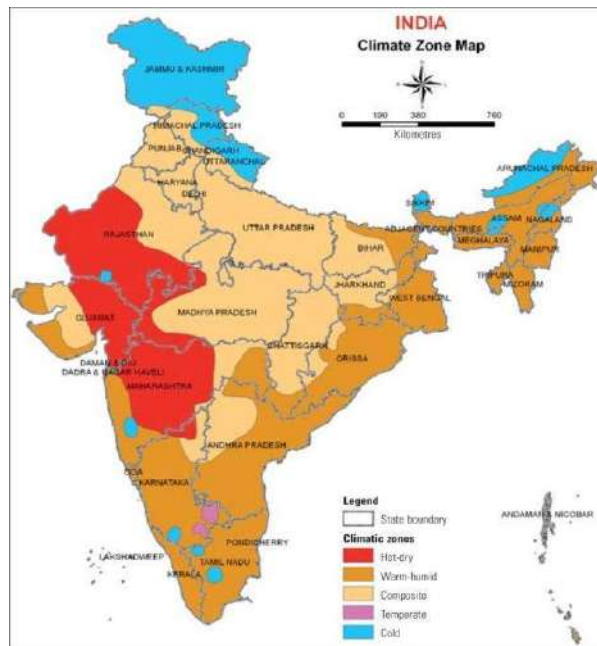 INDIA
Climate Zone Map
0 190 380 760
Kilometres
JAMMU & KASHMIR
HIMACHAL PRADESH
PUNJAB
CHANDIGARH
UTTARANCHAL
HARYANA
DELHI
ARUNACHAL PRADESH
RAJASTHAN
UTTAR PRADESH
SIKKIM
ASSAM
NAGALAND
ADJACENT COUNTRIES
MEGHALAYA
BIHAR
MANIPUR
TRIPURA
MIZORAM
JHARKHAND
WEST BENGAL
GUJARAT
MADHYA PRADESH
CHATTISGARH
ORISSA
DAMAN & DIU
DADRA & NAGAR HAVELI
MAHARASHTRA
ANDHRA PRADESH
GOA
KARNATAKA
PONDICHERRY
LAKSHADWEEP
TAMIL NADU
KERALA
ANDAMAN & NICOBAR
Legend
State boundary
Climatic zones
Hot-dry
Warm-humid
Composite
Temperate
Cold